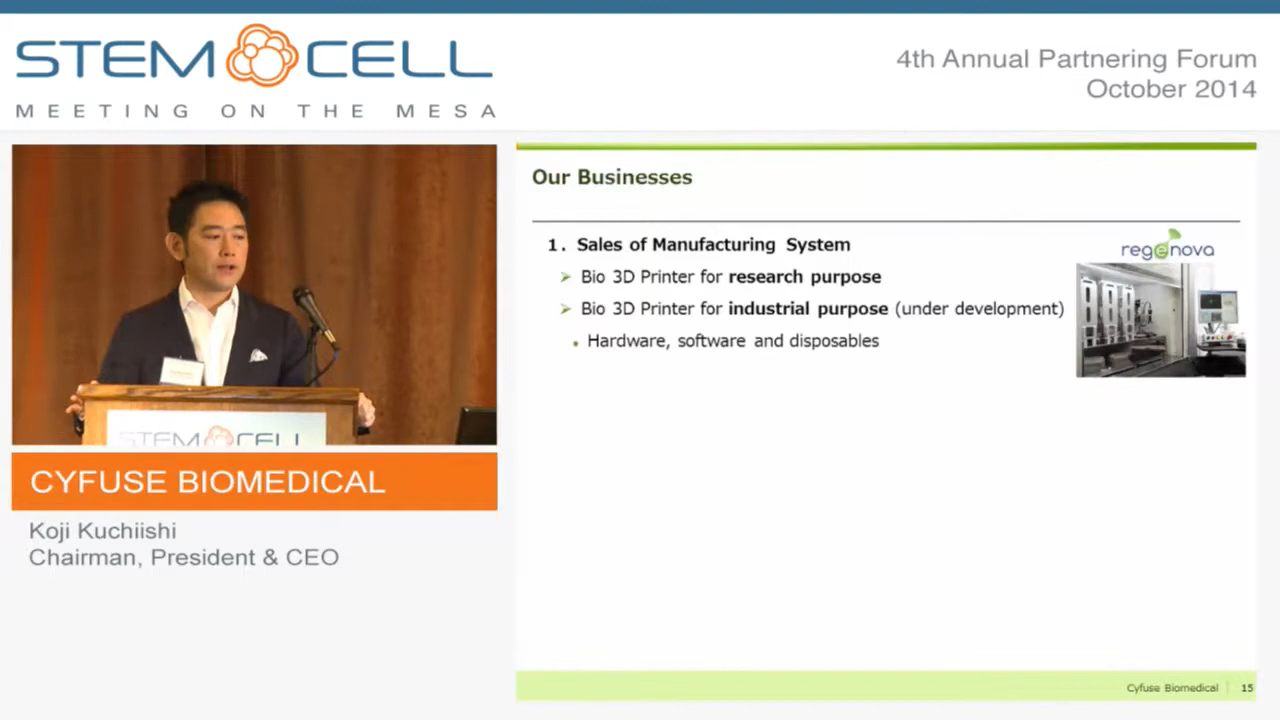 STEM CELL
MEETING ON THE MESA
4th Annual Partnering Forum
October 2014
STEM CELL
CYFUSE BIOMEDICAL
Koji Kuchiishi
Chairman, President & CEO
Our Businesses
1. Sales of Manufacturing System
➢ Bio 3D Printer for research purpose
➢ Bio 3D Printer for industrial purpose (under development)
• Hardware, software and disposables
regenova
Cyfuse Biomedical
15